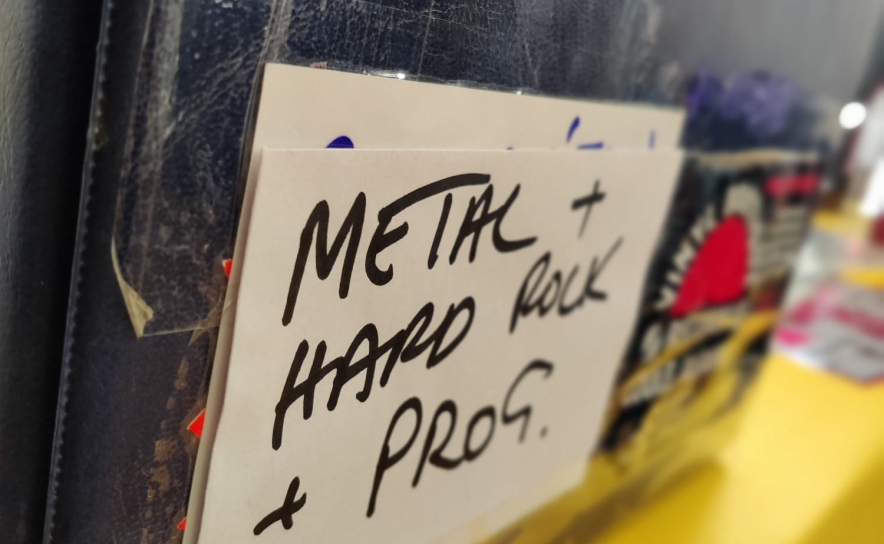 METAL +
HARD ROCK
+ PROG.